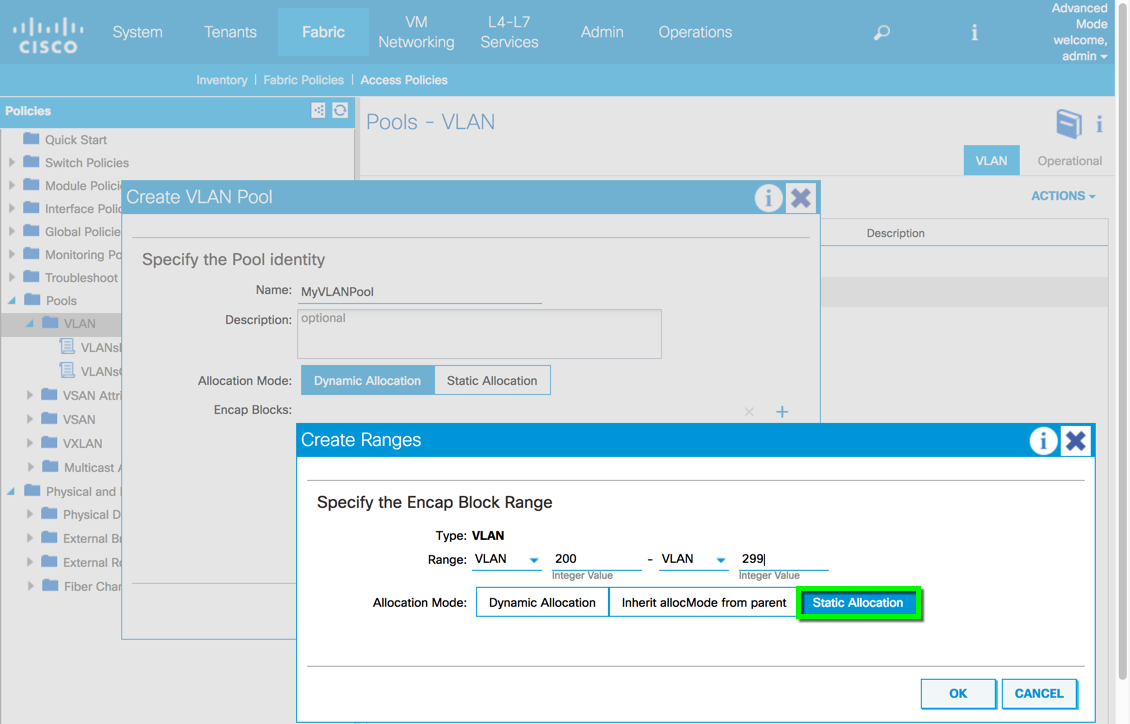 CISCO
System
Tenants
Fabric
VM
Networking
L4-L7
Services
Admin
Operations
i
Advanced
Mode
welcome,
admin
Inventory | Fabric Policies | Access Policies
Policies
Quick Start
Switch Policies
Module Polici
Interface Polic
Global Policie
Monitoring Po
Troubleshoot
Pools
VLAN
VLANs
VLANs
VSAN Attri
VSAN
VXLAN
Multicast A
Physical and
Physical D
External Br
External Ro
Fiber Chan
Pools - VLAN
i
VLAN
Operational
ACTIONS
Description
Create VLAN Pool
i
Specify the Pool identity
Name: MyVLANPool
Description: optional
Allocation Mode: Dynamic Allocation Static Allocation
Encap Blocks:
Create Ranges
i
Specify the Encap Block Range
Type: VLAN
Range: VLAN 200 - VLAN 299
Integer Value Integer Value
Allocation Mode: Dynamic Allocation Inherit allocMode from parent Static Allocation
OK CANCEL